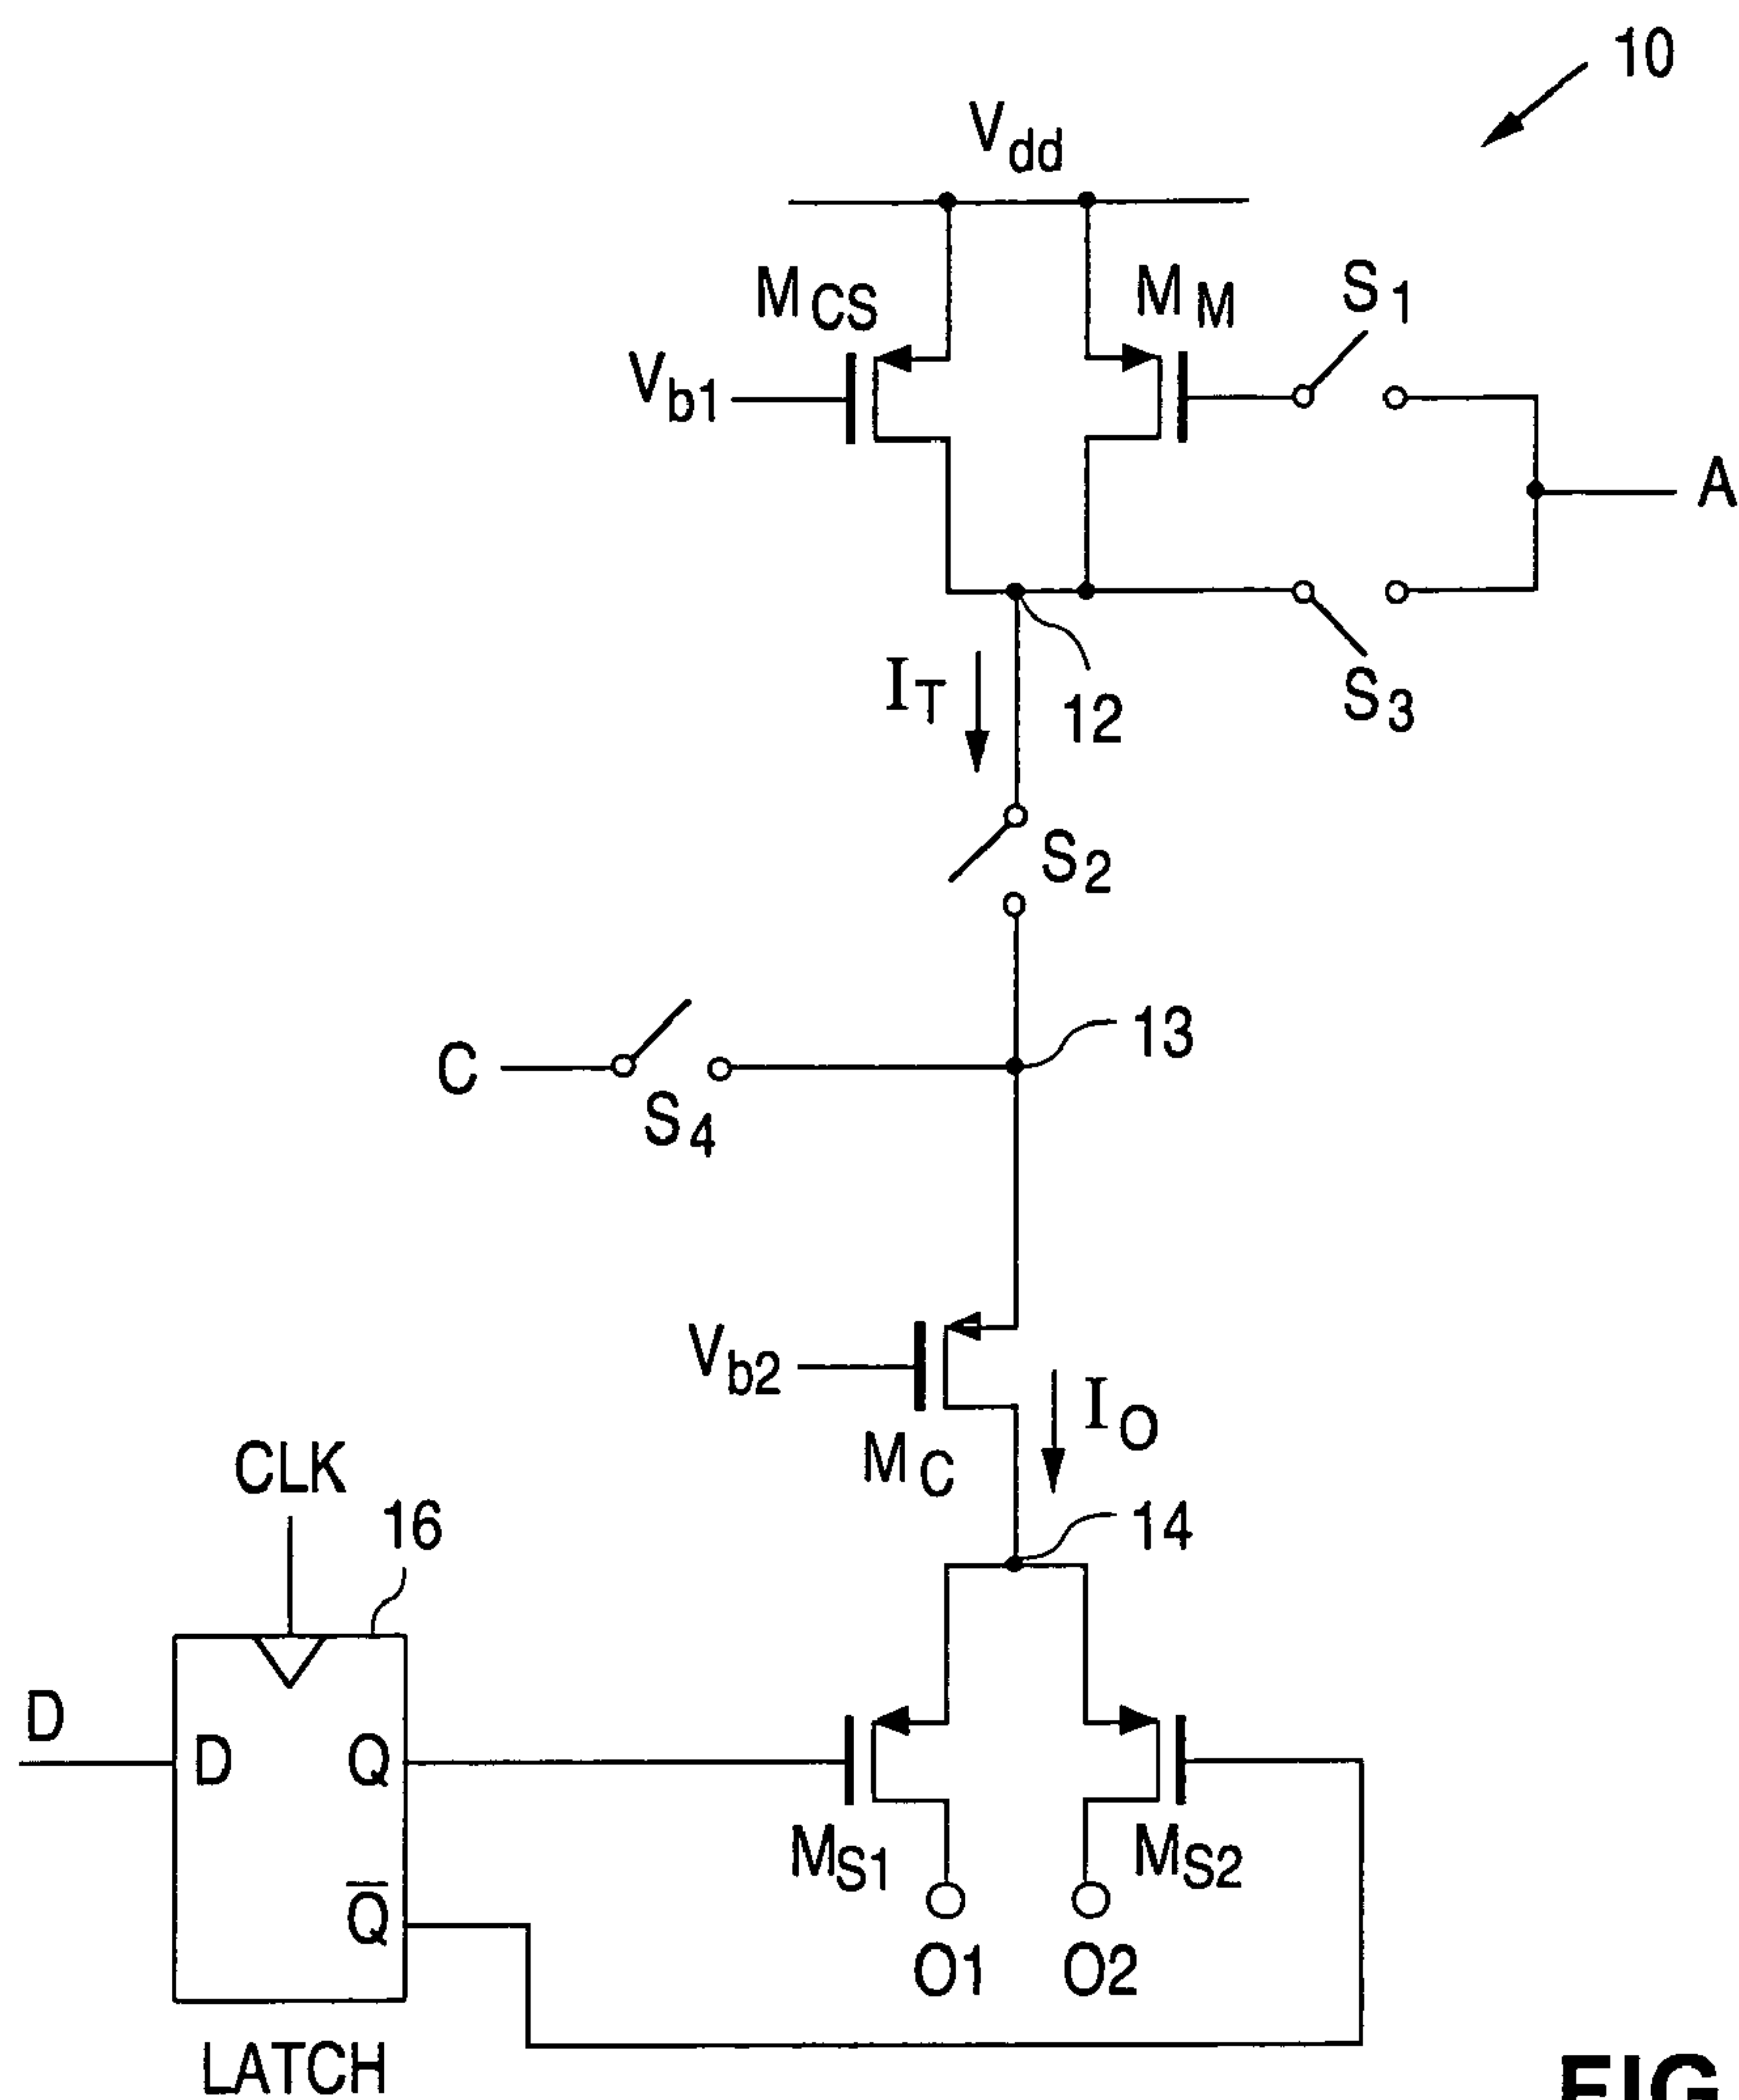 10
Vdd
MCS
MM
S1
Vb1
A
IT
12
S3
S2
13
C
S4
Vb2
IO
MC
CLK
16
14
D
D
Q
MS1
MS2
Q̅
O1
O2
LATCH
FIG